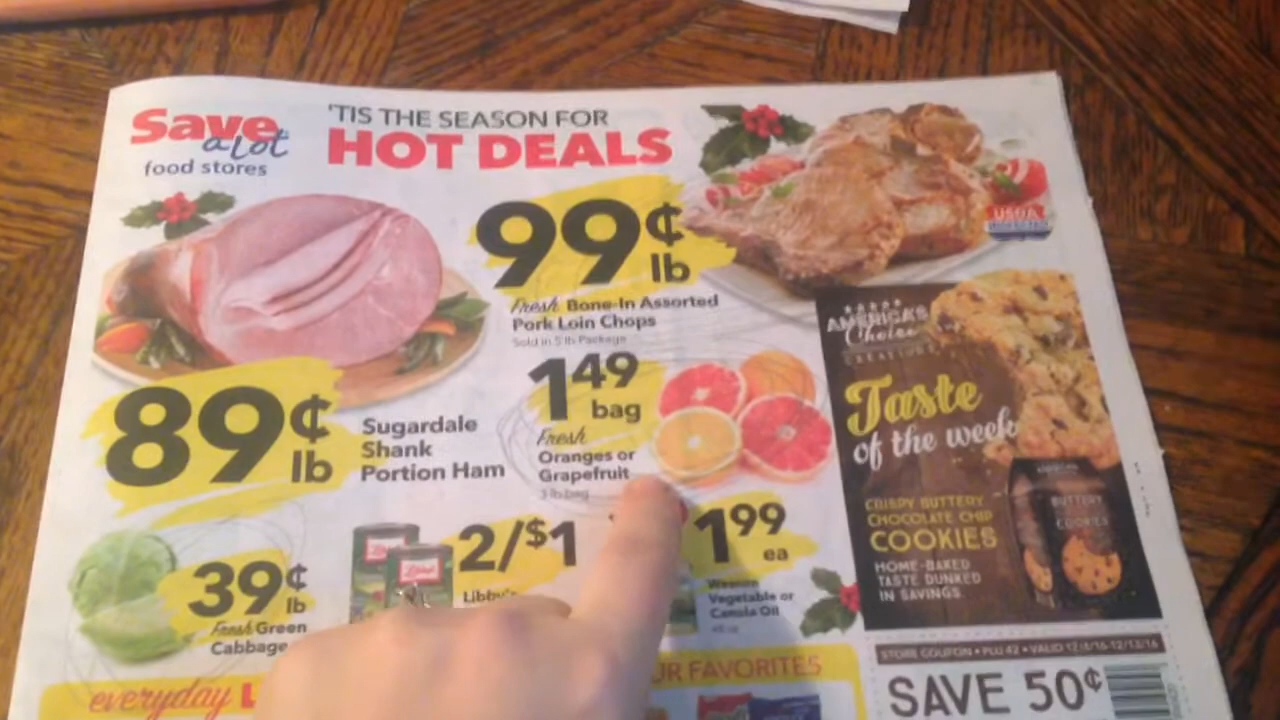 Save
a Lot
food stores
'TIS THE SEASON FOR
HOT DEALS
USDA
99¢
lb
Fresh Bone-In Assorted
Pork Loin Chops
Sold in 5 lb Package
89¢
lb
Sugardale
Shank
Portion Ham
1 49
bag
Fresh
Oranges or
Grapefruit
3 lb bag
AMERICA'S
Choice
Taste
of the week
CRISPY BUTTERY
CHOCOLATE CHIP
COOKIES
HOME-BAKED
TASTE DUNKED
IN SAVINGS
BUTTERY
COOKIES
39¢
lb
Fresh Green
Cabbage
Libby's
2/$1
Libby's
1 99
ea
Wesson
Vegetable or
Canola Oil
everyday L
UR FAVORITES
STORE COUPON • PLU 42 • VALID 12/6/16-12/13/16
SAVE 50¢